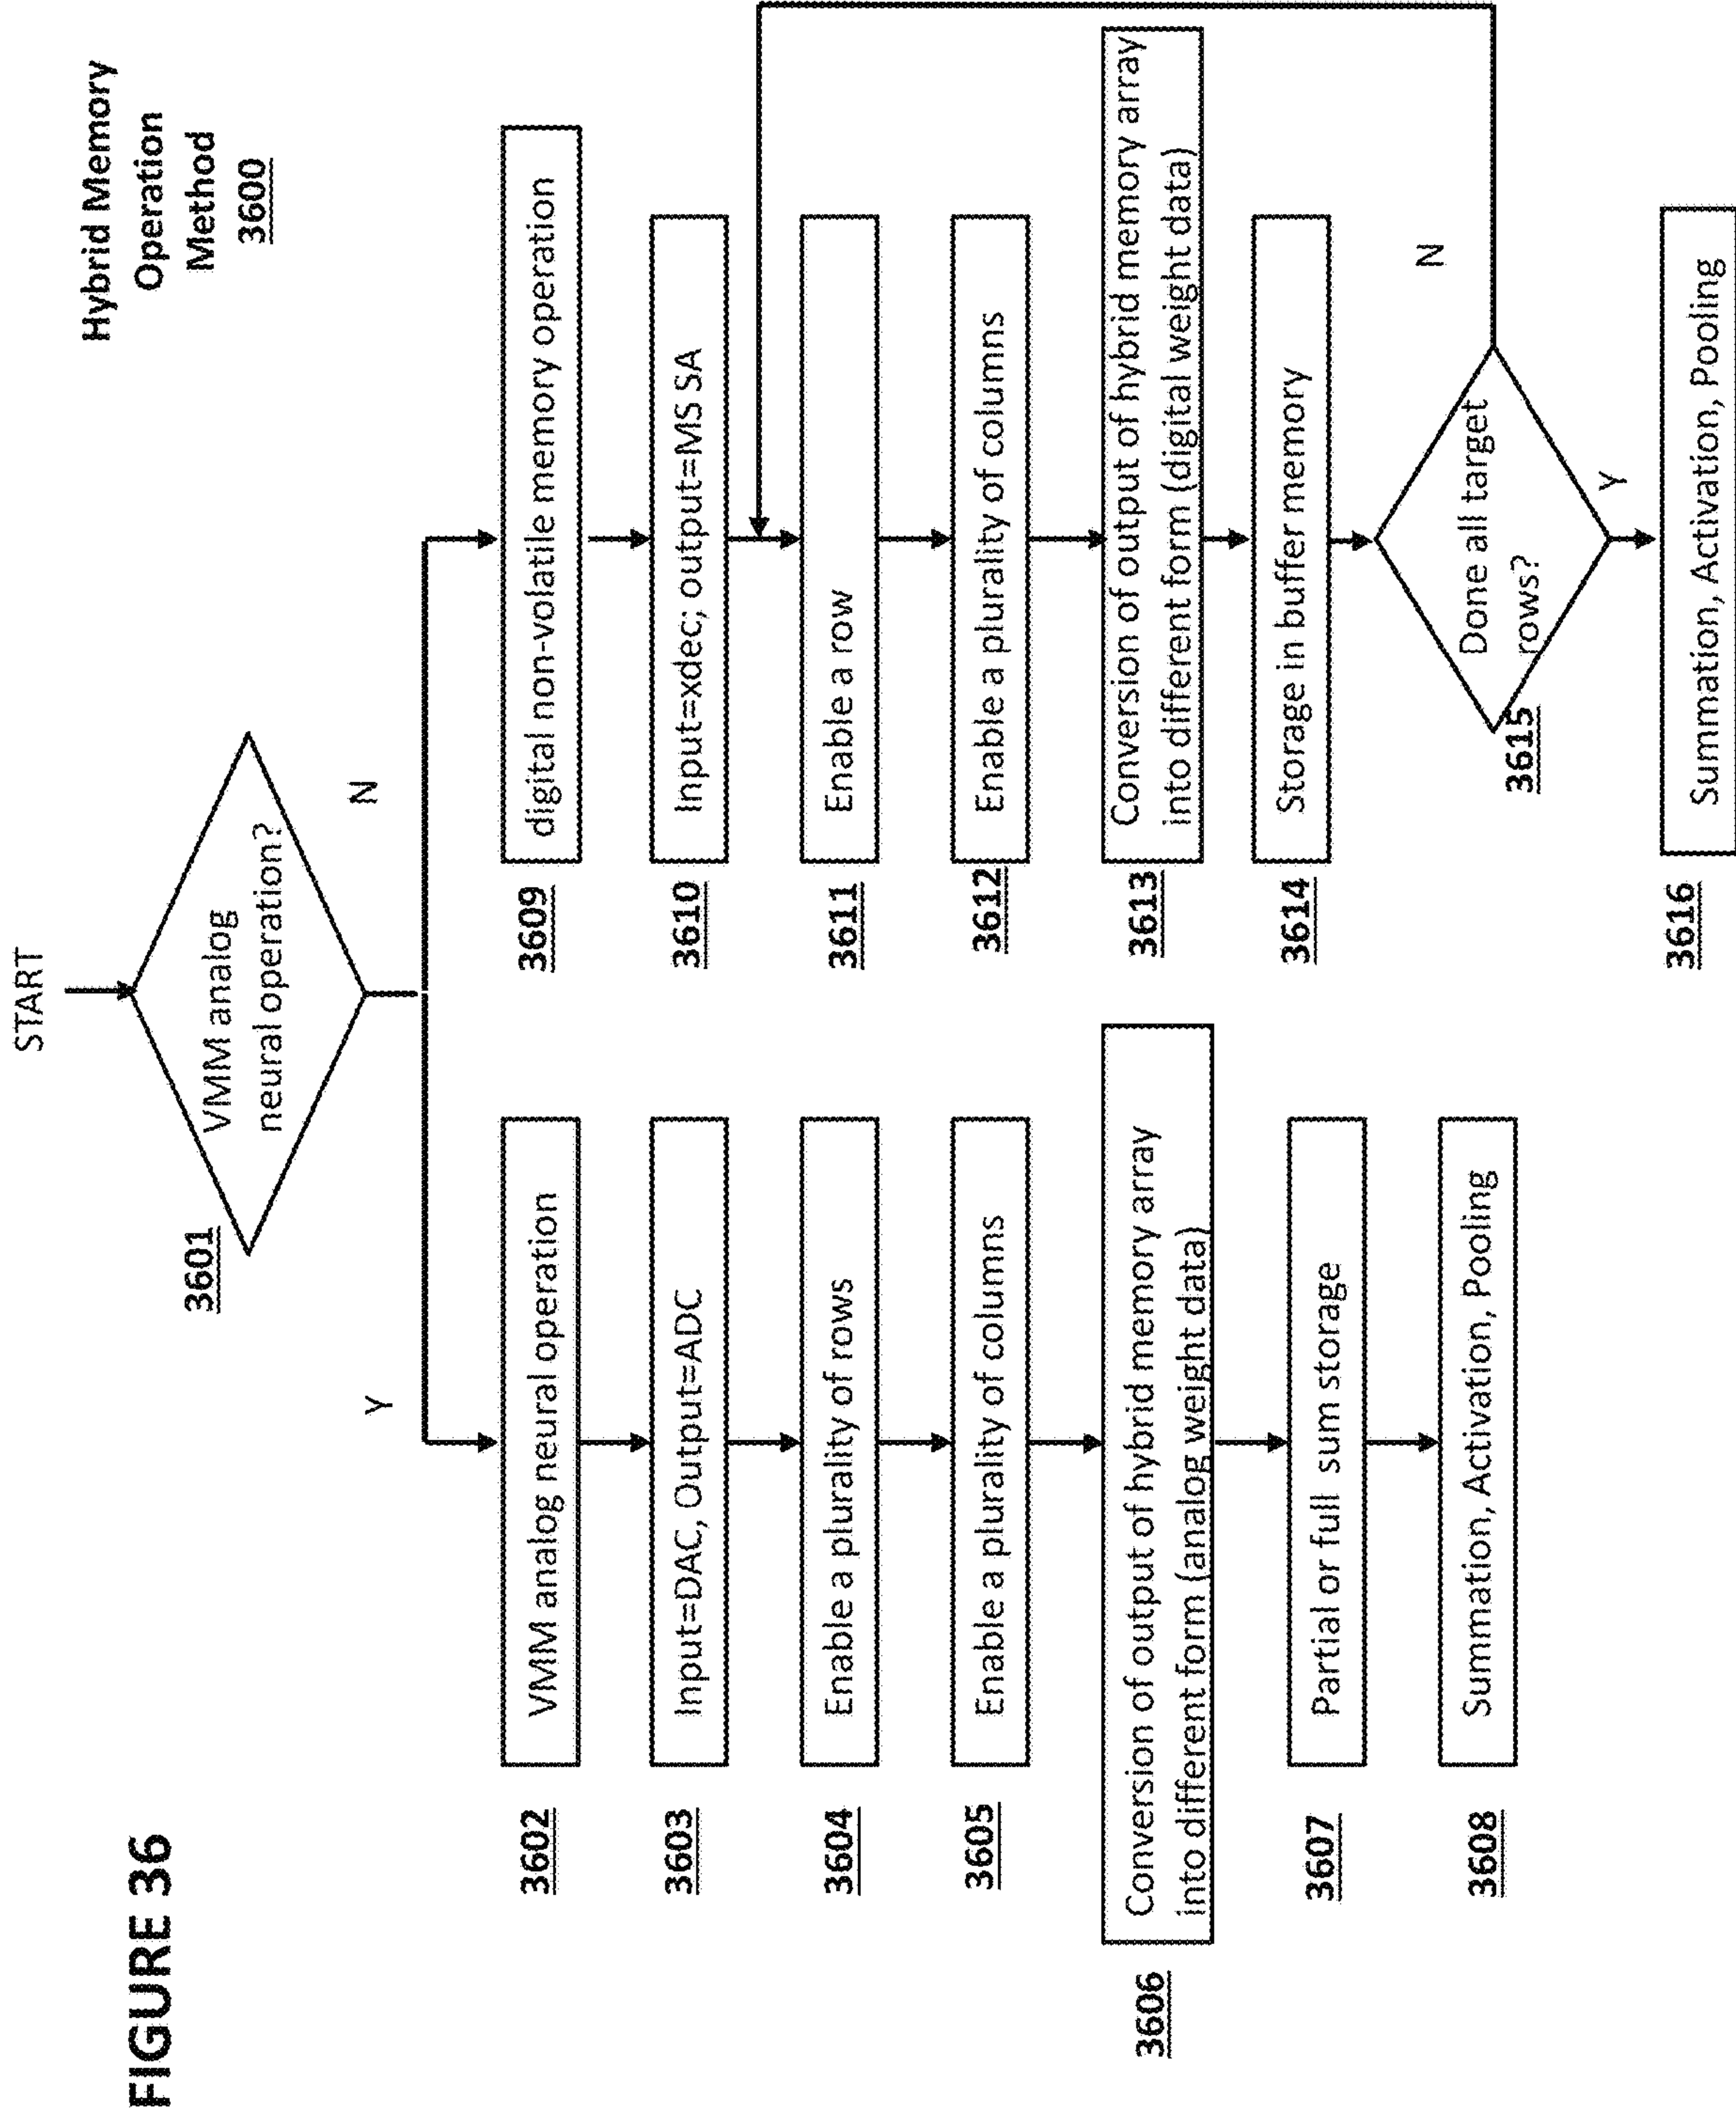 FIGURE 36
Hybrid Memory
Operation
Method
3600
START
3601
VMM analog
neural operation?
Y
N
3602
VMM analog neural operation
3603
Input=DAC, Output=ADC
3604
Enable a plurality of rows
3605
Enable a plurality of columns
3606
Conversion of output of hybrid memory array
into different form (analog weight data)
3607
Partial or full sum storage
3608
Summation, Activation, Pooling
3609
digital non-volatile memory operation
3610
Input=xdec; output=MS SA
3611
Enable a row
3612
Enable a plurality of columns
3613
Conversion of output of hybrid memory array
into different form (digital weight data)
3614
Storage in buffer memory
3615
Done all target
rows?
N
Y
3616
Summation, Activation, Pooling